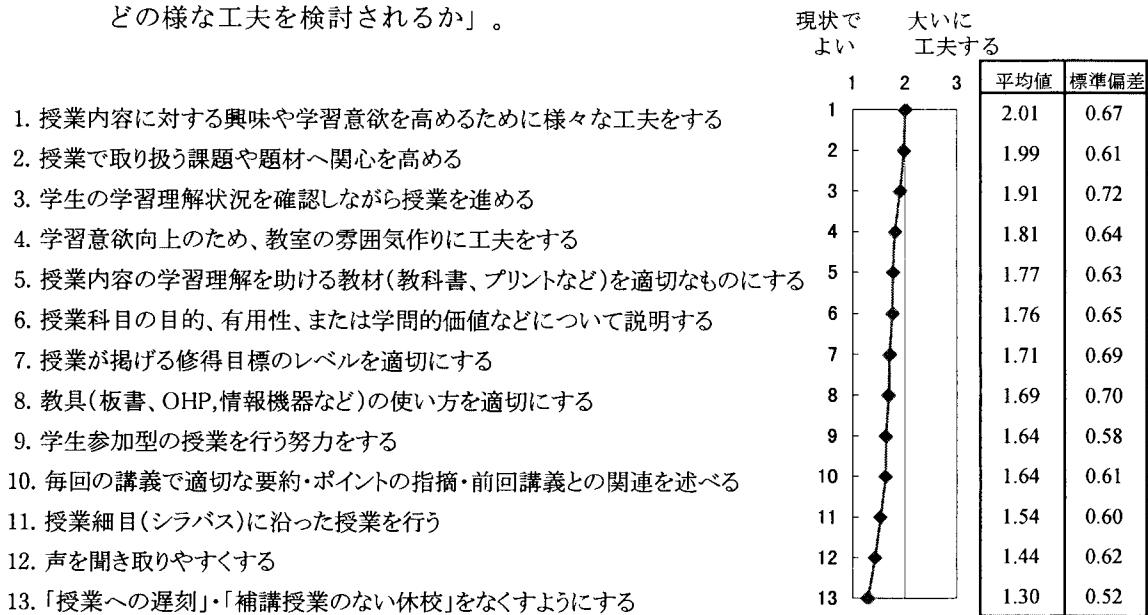 どの様な工夫を検討されるか」。
現状で 大いに
よい 工夫する
1 2 3 平均値 標準偏差
1. 授業内容に対する興味や学習意欲を高めるために様々な工夫をする 1 2.01 0.67
2. 授業で取り扱う課題や題材へ関心を高める 2 1.99 0.61
3. 学生の学習理解状況を確認しながら授業を進める 3 1.91 0.72
4. 学習意欲向上のため、教室の雰囲気作りに工夫をする 4 1.81 0.64
5. 授業内容の学習理解を助ける教材(教科書、プリントなど)を適切なものにする 5 1.77 0.63
6. 授業科目の目的、有用性、または学問的価値などについて説明する 6 1.76 0.65
7. 授業が掲げる修得目標のレベルを適切にする 7 1.71 0.69
8. 教具(板書、OHP,情報機器など)の使い方を適切にする 8 1.69 0.70
9. 学生参加型の授業を行う努力をする 9 1.64 0.58
10. 毎回の講義で適切な要約・ポイントの指摘・前回講義との関連を述べる 10 1.64 0.61
11. 授業細目(シラバス)に沿った授業を行う 11 1.54 0.60
12. 声を聞き取りやすくする 12 1.44 0.62
13. 「授業への遅刻」・「補講授業のない休校」をなくすようにする 13 1.30 0.52